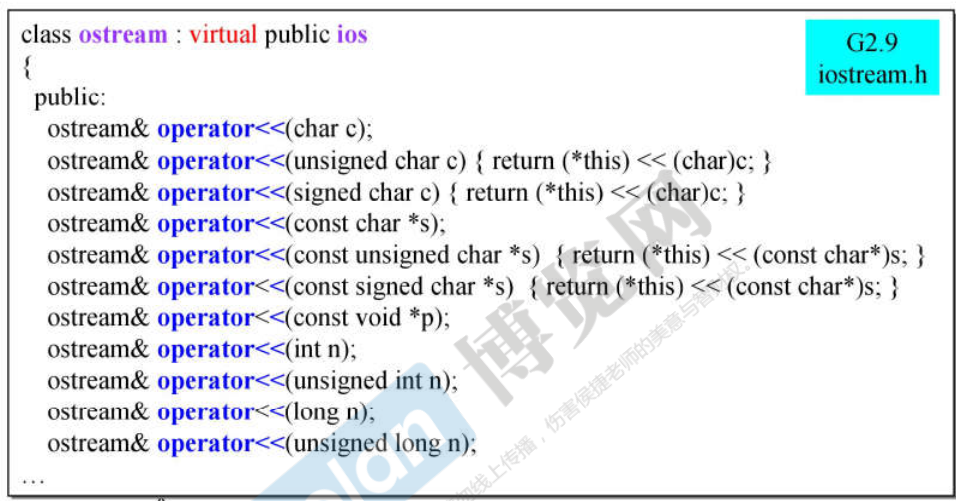 class ostream : virtual public ios
{
public:
ostream& operator<<(char c);
ostream& operator<<(unsigned char c) { return (*this) << (char)c; }
ostream& operator<<(signed char c) { return (*this) << (char)c; }
ostream& operator<<(const char *s);
ostream& operator<<(const unsigned char *s) { return (*this) << (const char*)s; }
ostream& operator<<(const signed char *s) { return (*this) << (const char*)s; }
ostream& operator<<(const void *p);
ostream& operator<<(int n);
ostream& operator<<(unsigned int n);
ostream& operator<<(long n);
ostream& operator<<(unsigned long n);
…
G2.9
iostream.h
博览网
线上传播，伤害侯捷老师的美意与智财权。